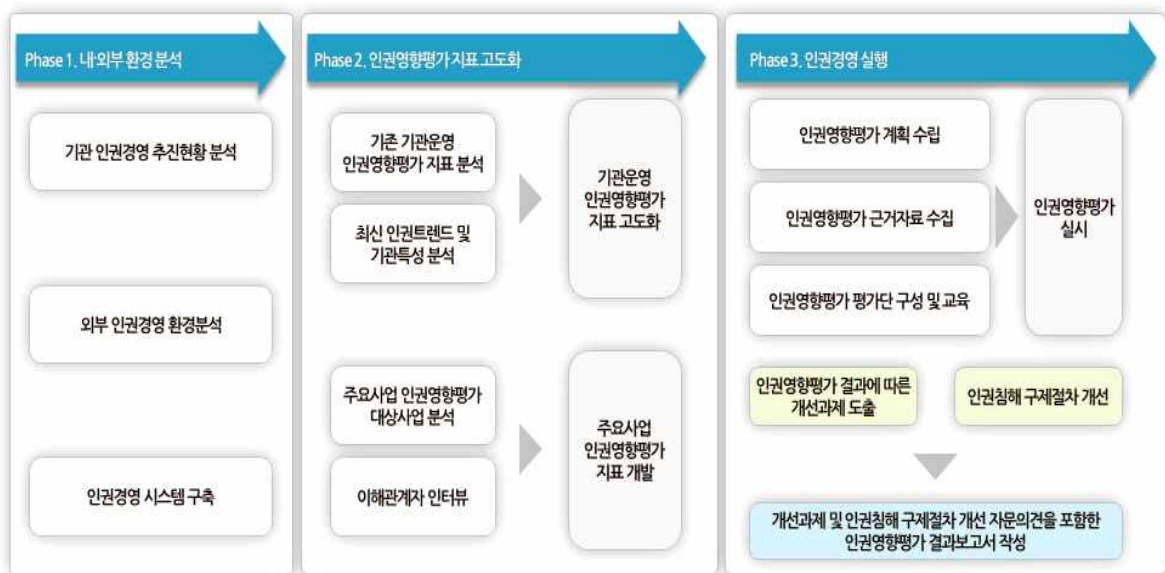 Phase 1. 내·외부 환경 분석
기관 인권경영 추진현황 분석
외부 인권경영 환경분석
인권경영 시스템 구축
Phase 2. 인권영향평가 지표 고도화
기존 기관운영
인권영향평가 지표 분석
최신 인권트렌드 및
기관특성 분석
기관운영
인권영향평가
지표 고도화
주요사업 인권영향평가
대상사업 분석
이해관계자 인터뷰
주요사업
인권영향평가
지표 개발
Phase 3. 인권경영 실행
인권영향평가 계획 수립
인권영향평가 근거자료 수집
인권영향평가 평가단 구성 및 교육
인권영향평가
실시
인권영향평가 결과에 따른
개선과제 도출
인권침해 구제절차 개선
개선과제 및 인권침해 구제절차 개선 자문의견을 포함한
인권영향평가 결과보고서 작성